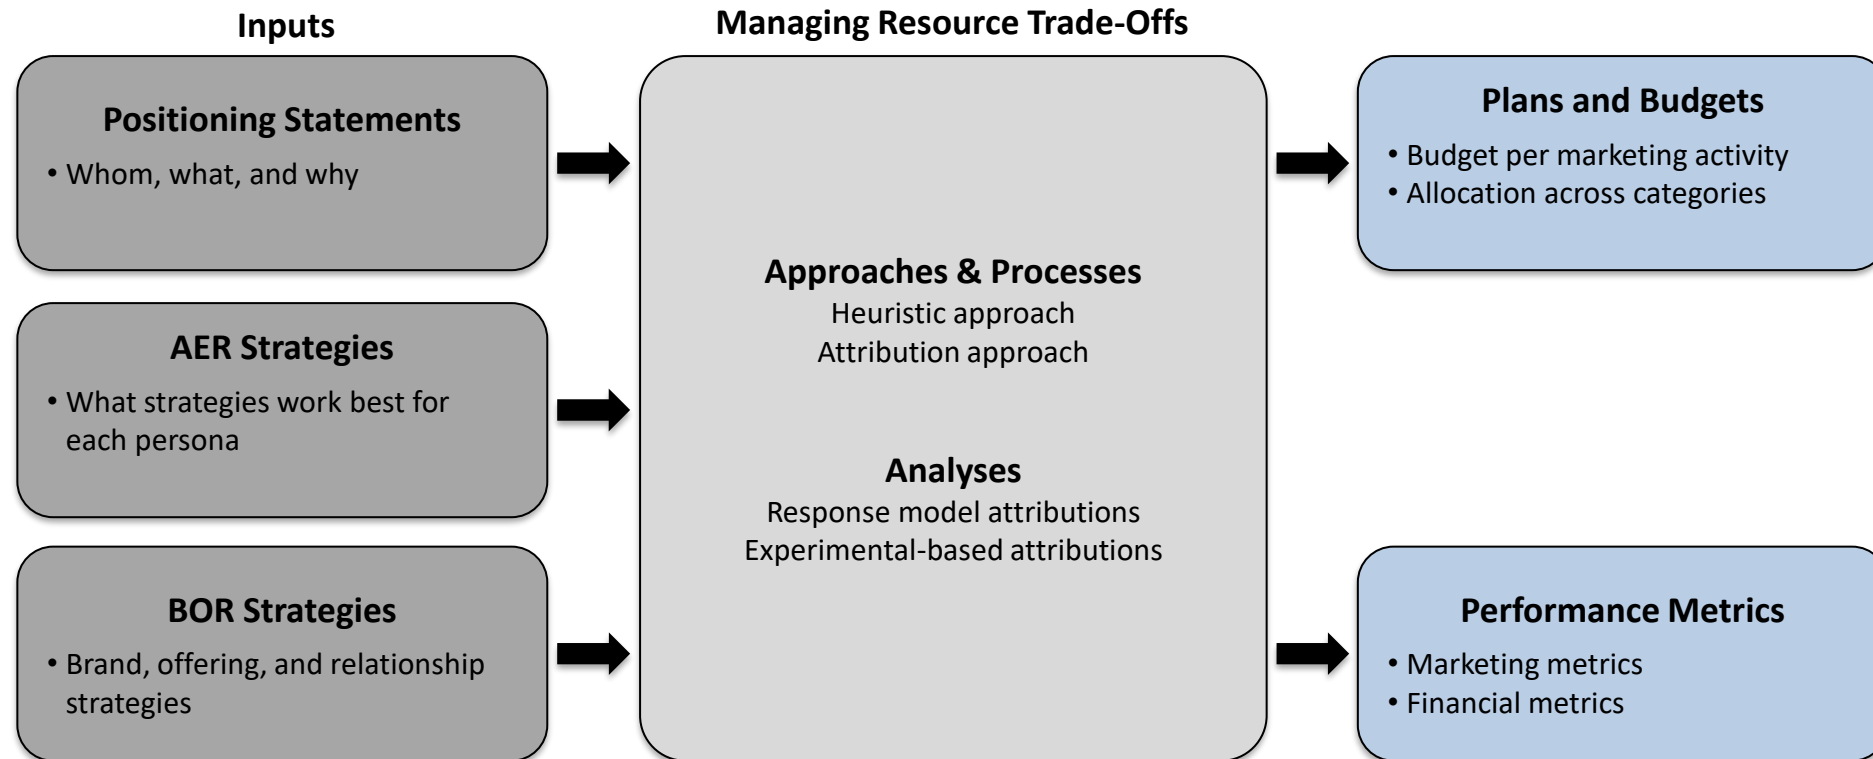 Inputs
Managing Resource Trade-Offs
Positioning Statements
• Whom, what, and why
AER Strategies
• What strategies work best for
each persona
BOR Strategies
• Brand, offering, and relationship
strategies
Approaches & Processes
Heuristic approach
Attribution approach
Analyses
Response model attributions
Experimental-based attributions
Plans and Budgets
• Budget per marketing activity
• Allocation across categories
Performance Metrics
• Marketing metrics
• Financial metrics